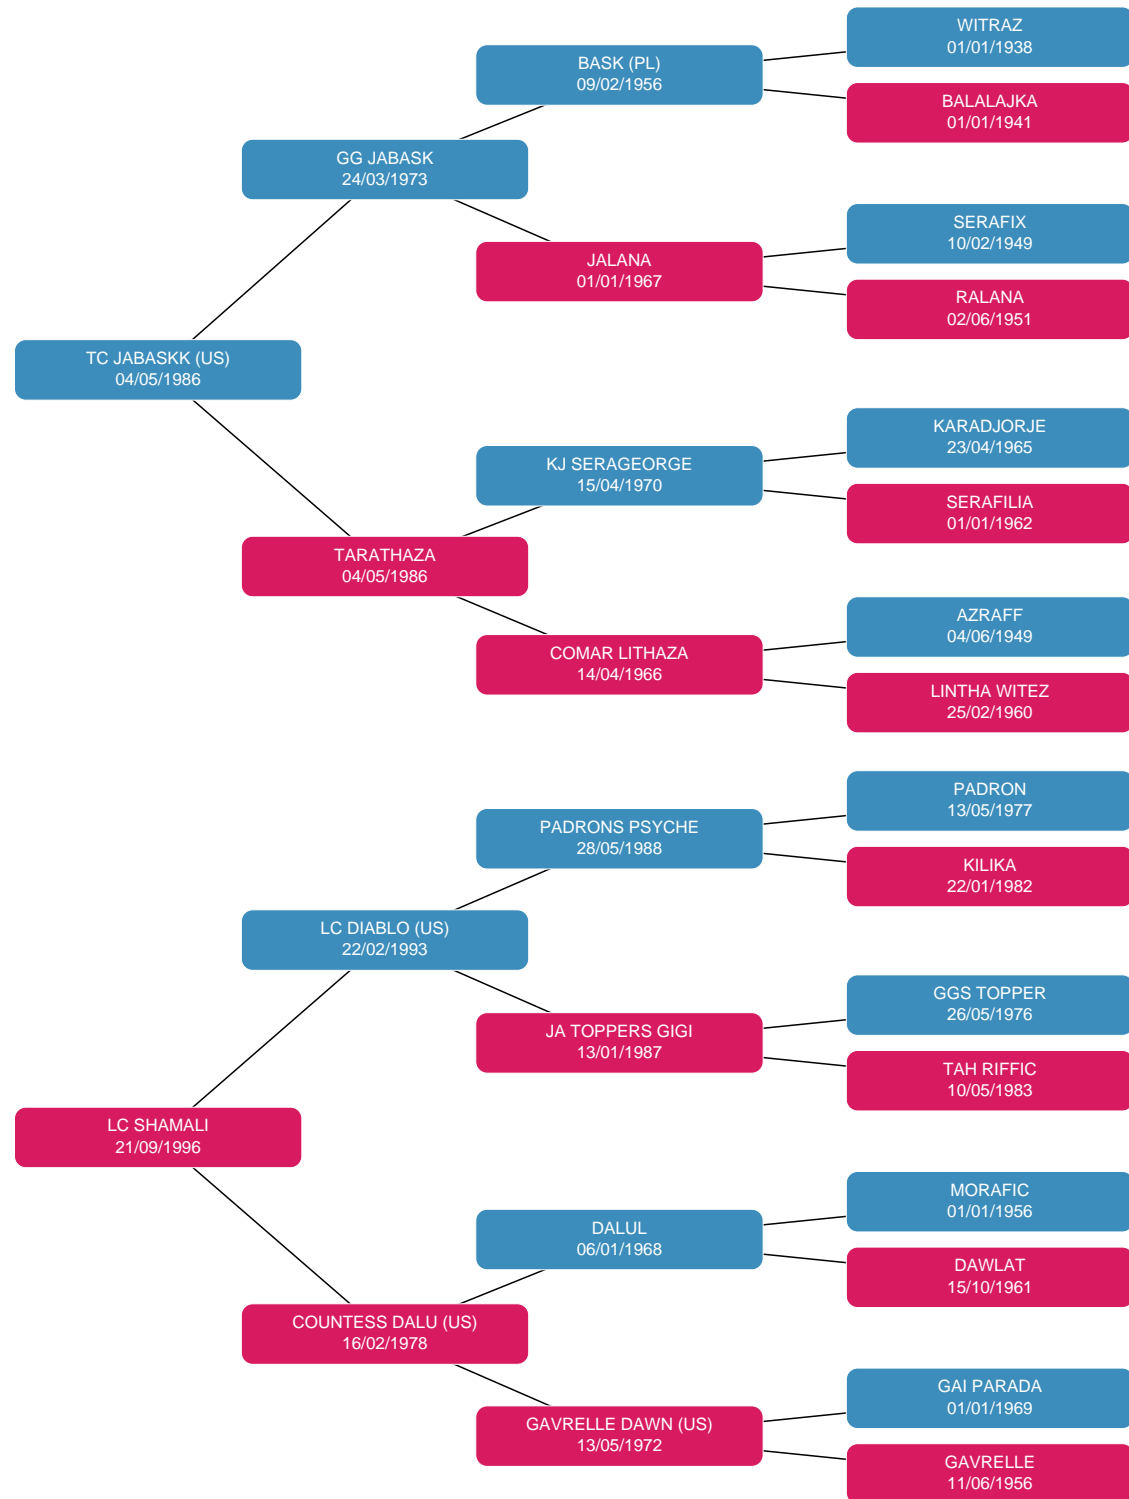 WITRAZ
01/01/1938
BASK (PL)
09/02/1956
BALALAJKA
01/01/1941
GG JABASK
24/03/1973
SERAFIX
10/02/1949
JALANA
01/01/1967
RALANA
02/06/1951
TC JABASKK (US)
04/05/1986
KARADJORJE
23/04/1965
KJ SERAGEORGE
15/04/1970
SERAFILIA
01/01/1962
TARATHAZA
04/05/1986
AZRAFF
04/06/1949
COMAR LITHAZA
14/04/1966
LINTHA WITEZ
25/02/1960
PADRON
13/05/1977
PADRONS PSYCHE
28/05/1988
KILIKA
22/01/1982
LC DIABLO (US)
22/02/1993
GGS TOPPER
26/05/1976
JA TOPPERS GIGI
13/01/1987
TAH RIFFIC
10/05/1983
LC SHAMALI
21/09/1996
MORAFIC
01/01/1956
DALUL
06/01/1968
DAWLAT
15/10/1961
COUNTESS DALU (US)
16/02/1978
GAI PARADA
01/01/1969
GAVRELLE DAWN (US)
13/05/1972
GAVRELLE
11/06/1956